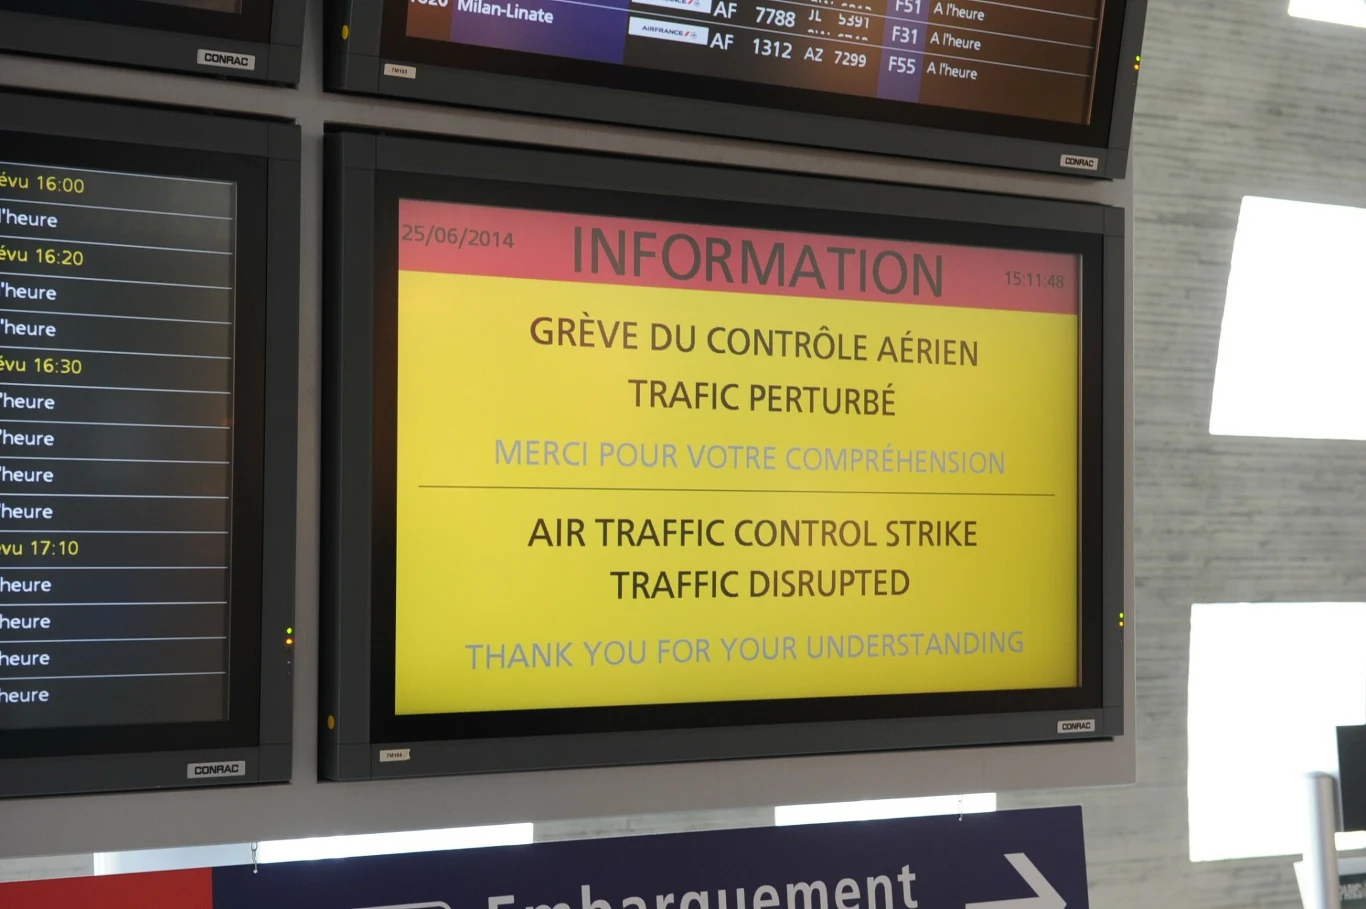 Milan-Linate
AF 7788 JL 5391 F51 A l'heure
F31 A l'heure
AIRFRANCE AF 1312 AZ 7299 F55 A l'heure
CONRAC
CONRAC
évu 16:00
l'heure
évu 16:20
l'heure
l'heure
évu 16:30
l'heure
l'heure
l'heure
l'heure
évu 17:10
heure
heure
heure
heure
CONRAC
25/06/2014 INFORMATION 15:11:48
GRÈVE DU CONTRÔLE AÉRIEN
TRAFIC PERTURBÉ
MERCI POUR VOTRE COMPRÉHENSION
AIR TRAFFIC CONTROL STRIKE
TRAFFIC DISRUPTED
THANK YOU FOR YOUR UNDERSTANDING
CONRAC
Embarquement